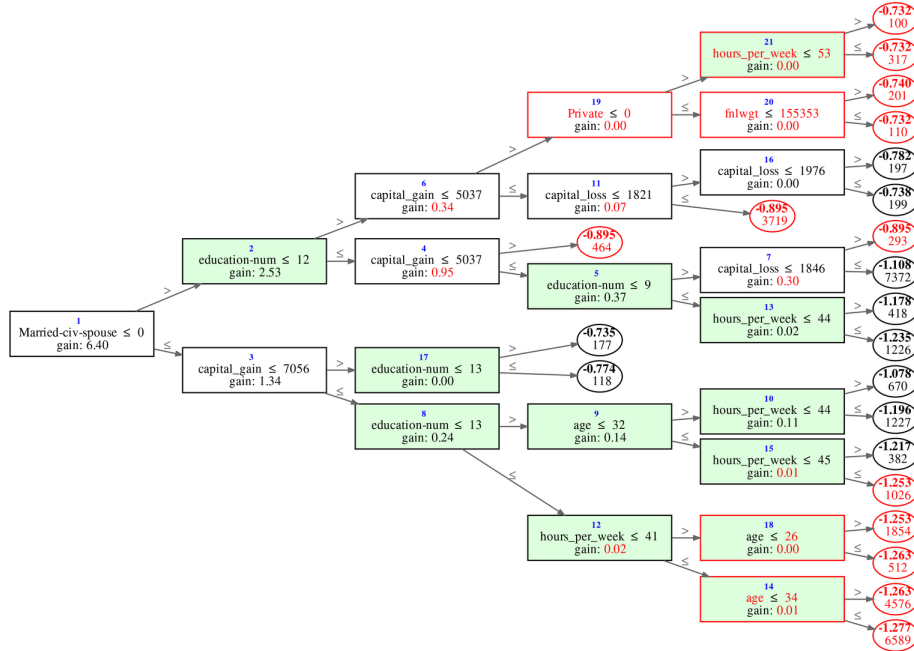 1
Married-civ-spouse ≤ 0
gain: 6.40
>
≤
2
education-num ≤ 12
gain: 2.53
>
≤
3
capital_gain ≤ 7056
gain: 1.34
>
≤
6
capital_gain ≤ 5037
gain: 0.34
>
≤
4
capital_gain ≤ 5037
gain: 0.95
>
≤
17
education-num ≤ 13
gain: 0.00
>
≤
8
education-num ≤ 13
gain: 0.24
>
≤
19
Private ≤ 0
gain: 0.00
>
≤
11
capital_loss ≤ 1821
gain: 0.07
>
≤
-0.895
464
5
education-num ≤ 9
gain: 0.37
>
≤
-0.735
177
-0.774
118
9
age ≤ 32
gain: 0.14
>
≤
12
hours_per_week ≤ 41
gain: 0.02
>
≤
21
hours_per_week ≤ 53
gain: 0.00
>
≤
20
fnlwgt ≤ 155353
gain: 0.00
>
≤
16
capital_loss ≤ 1976
gain: 0.00
>
≤
-0.895
3719
7
capital_loss ≤ 1846
gain: 0.30
>
≤
13
hours_per_week ≤ 44
gain: 0.02
>
≤
10
hours_per_week ≤ 44
gain: 0.11
>
≤
15
hours_per_week ≤ 45
gain: 0.01
>
≤
18
age ≤ 26
gain: 0.00
>
≤
14
age ≤ 34
gain: 0.01
>
≤
-0.732
100
-0.732
317
-0.740
201
-0.732
110
-0.782
197
-0.738
199
-0.895
293
-1.108
7372
-1.178
418
-1.235
1226
-1.078
670
-1.196
1227
-1.217
382
-1.253
1026
-1.253
1854
-1.263
512
-1.263
4576
-1.277
6589